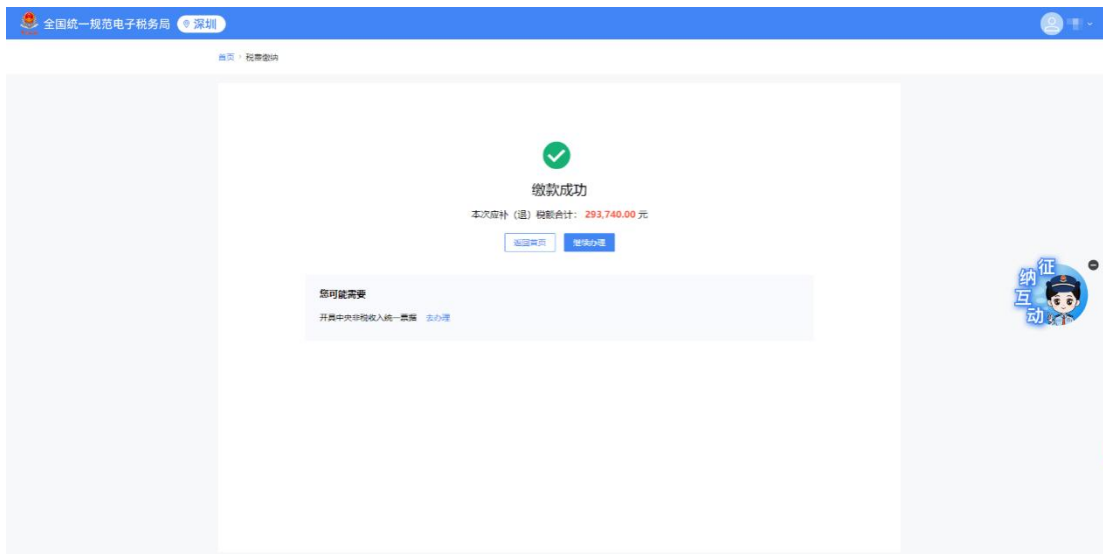 全国统一规范电子税务局 深圳
首页 > 税费缴纳
缴款成功
本次应补（退）税额合计： 293,740.00 元
返回首页 继续办理
您可能需要
开具中央非税收入统一票据 去办理
征纳互动